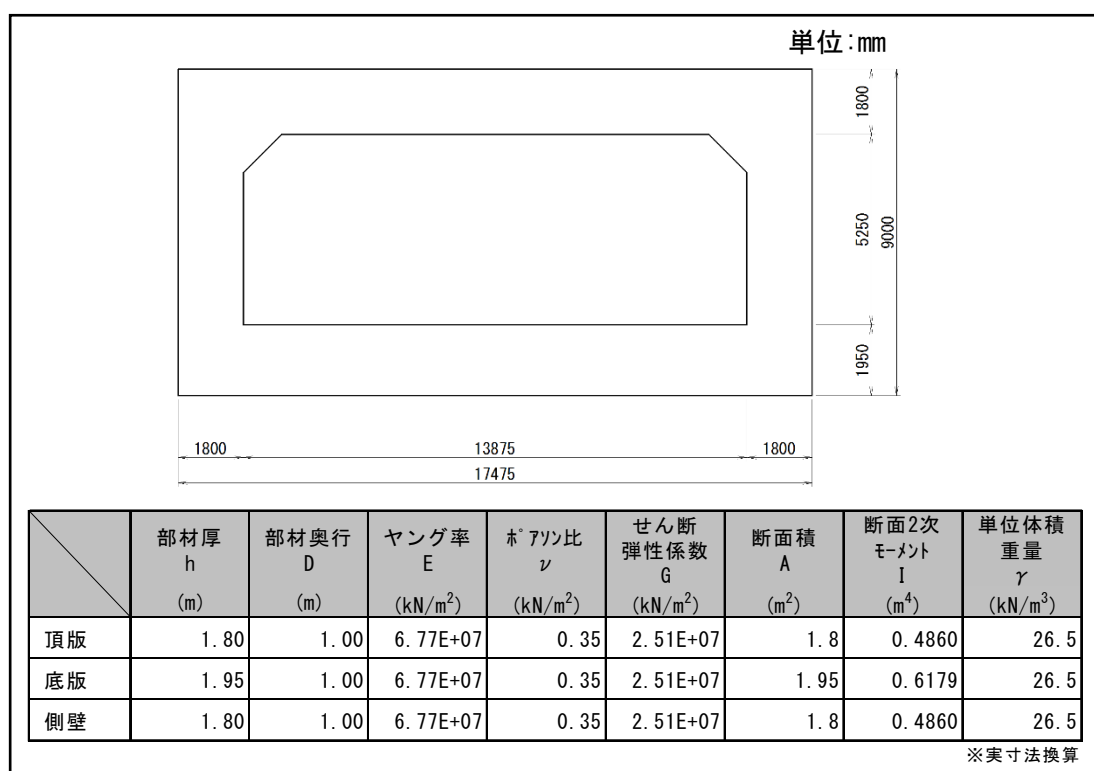 単位:mm
1800
5250
9000
1950
1800 13875 1800
17475
部材厚 h (m) 部材奥行 D (m) ヤング率 E (kN/m²) ポアソン比 ν (kN/m²) せん断弾性係数 G (kN/m²) 断面積 A (m²) 断面2次モーメント I (m⁴) 単位体積重量 γ (kN/m³)
頂版 1.80 1.00 6.77E+07 0.35 2.51E+07 1.8 0.4860 26.5
底版 1.95 1.00 6.77E+07 0.35 2.51E+07 1.95 0.6179 26.5
側壁 1.80 1.00 6.77E+07 0.35 2.51E+07 1.8 0.4860 26.5
※実寸法換算